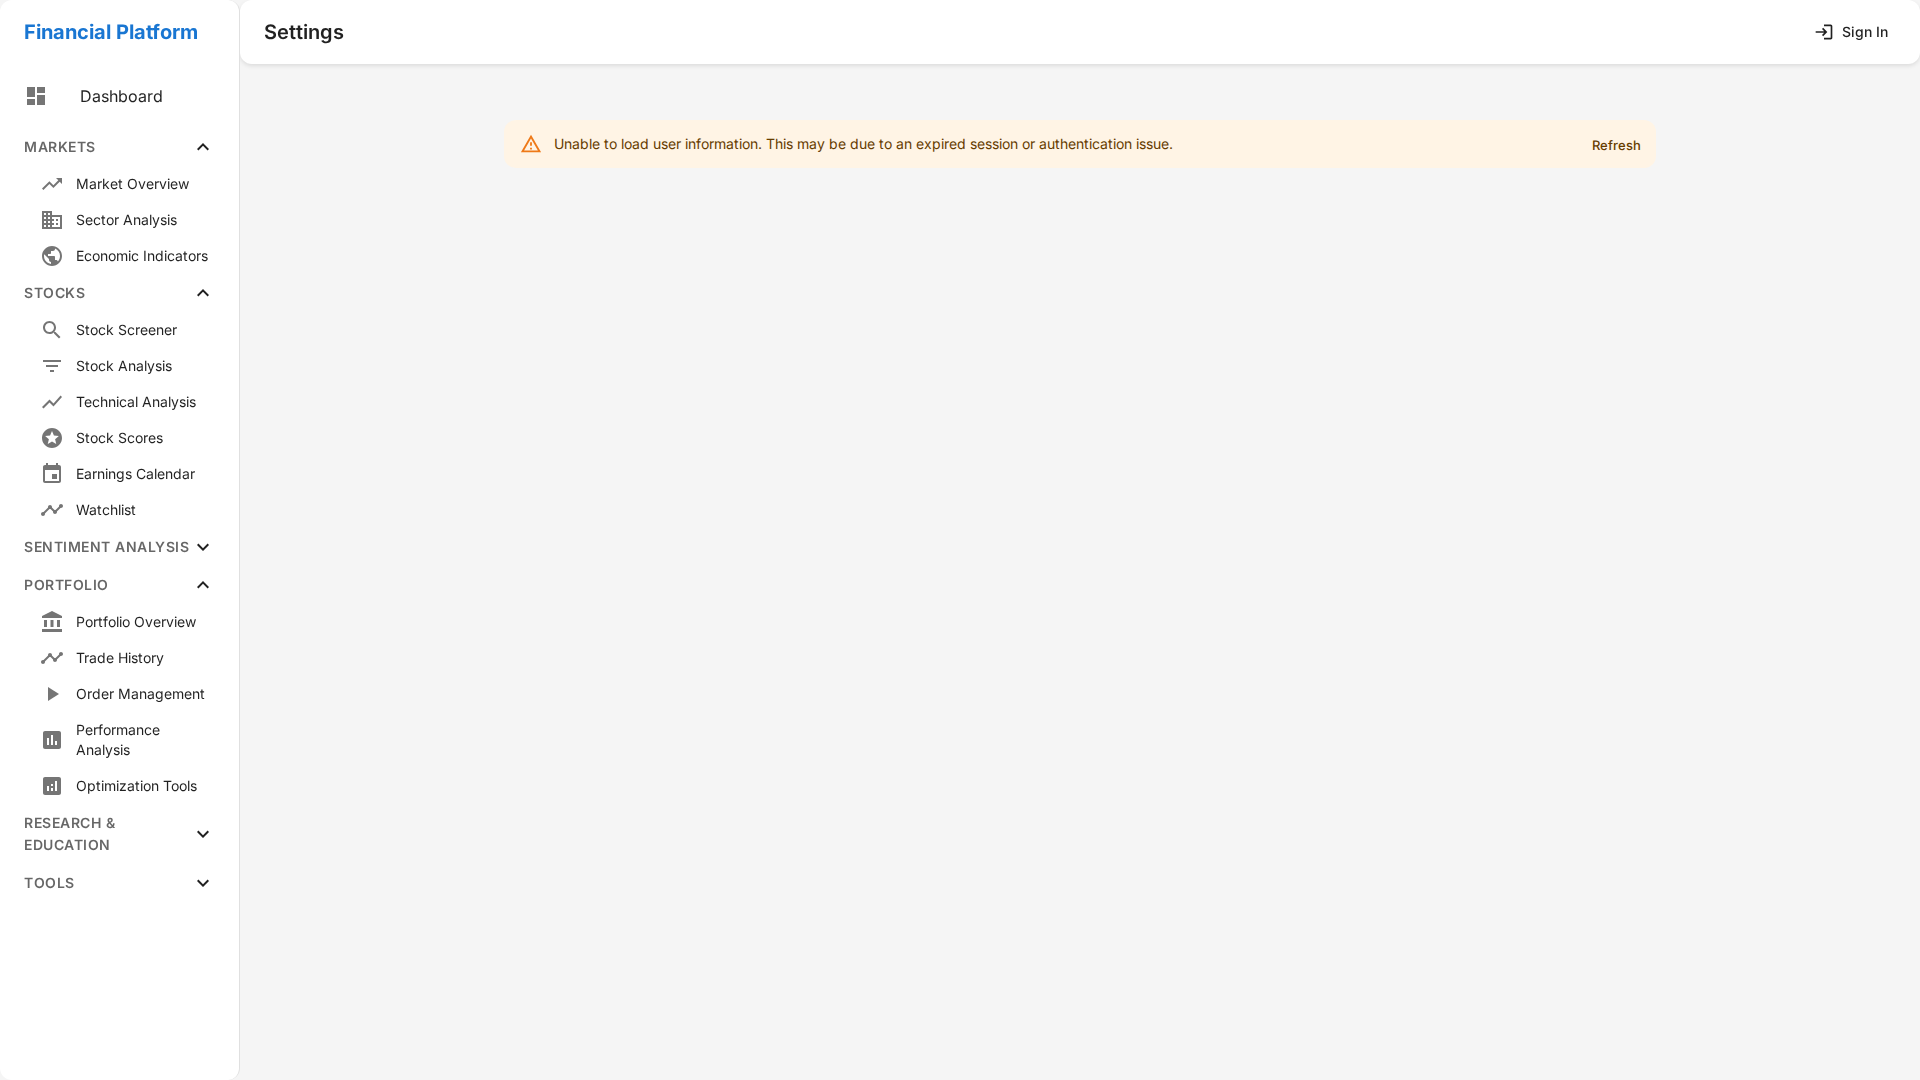 Financial Platform
Settings
Sign In
Dashboard
MARKETS
Market Overview
Sector Analysis
Economic Indicators
STOCKS
Stock Screener
Stock Analysis
Technical Analysis
Stock Scores
Earnings Calendar
Watchlist
SENTIMENT ANALYSIS
PORTFOLIO
Portfolio Overview
Trade History
Order Management
Performance
Analysis
Optimization Tools
RESEARCH &
EDUCATION
TOOLS
Unable to load user information. This may be due to an expired session or authentication issue.
Refresh